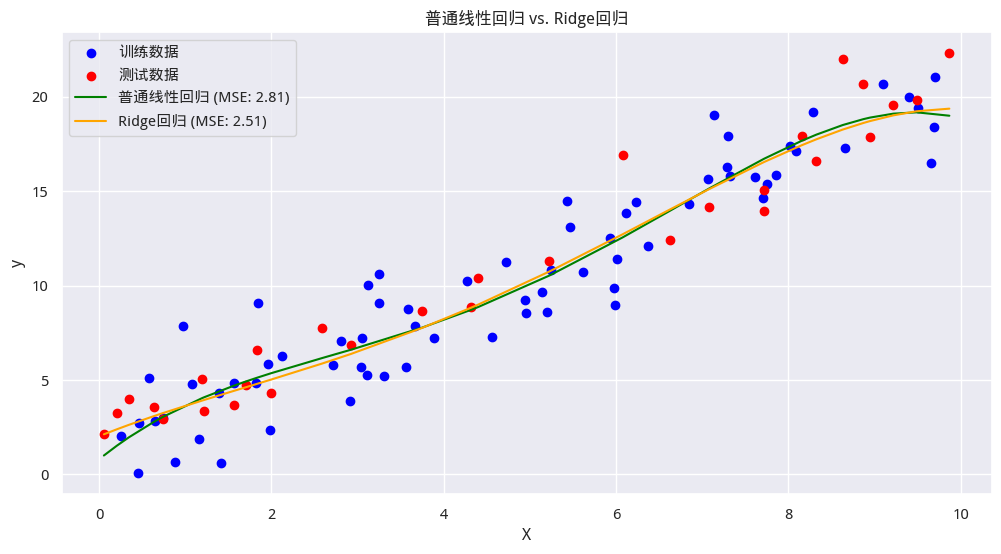 普通线性回归 vs. Ridge回归
训练数据
测试数据
普通线性回归 (MSE: 2.81)
Ridge回归 (MSE: 2.51)
20
15
10
5
0
y
0 2 4 6 8 10
X